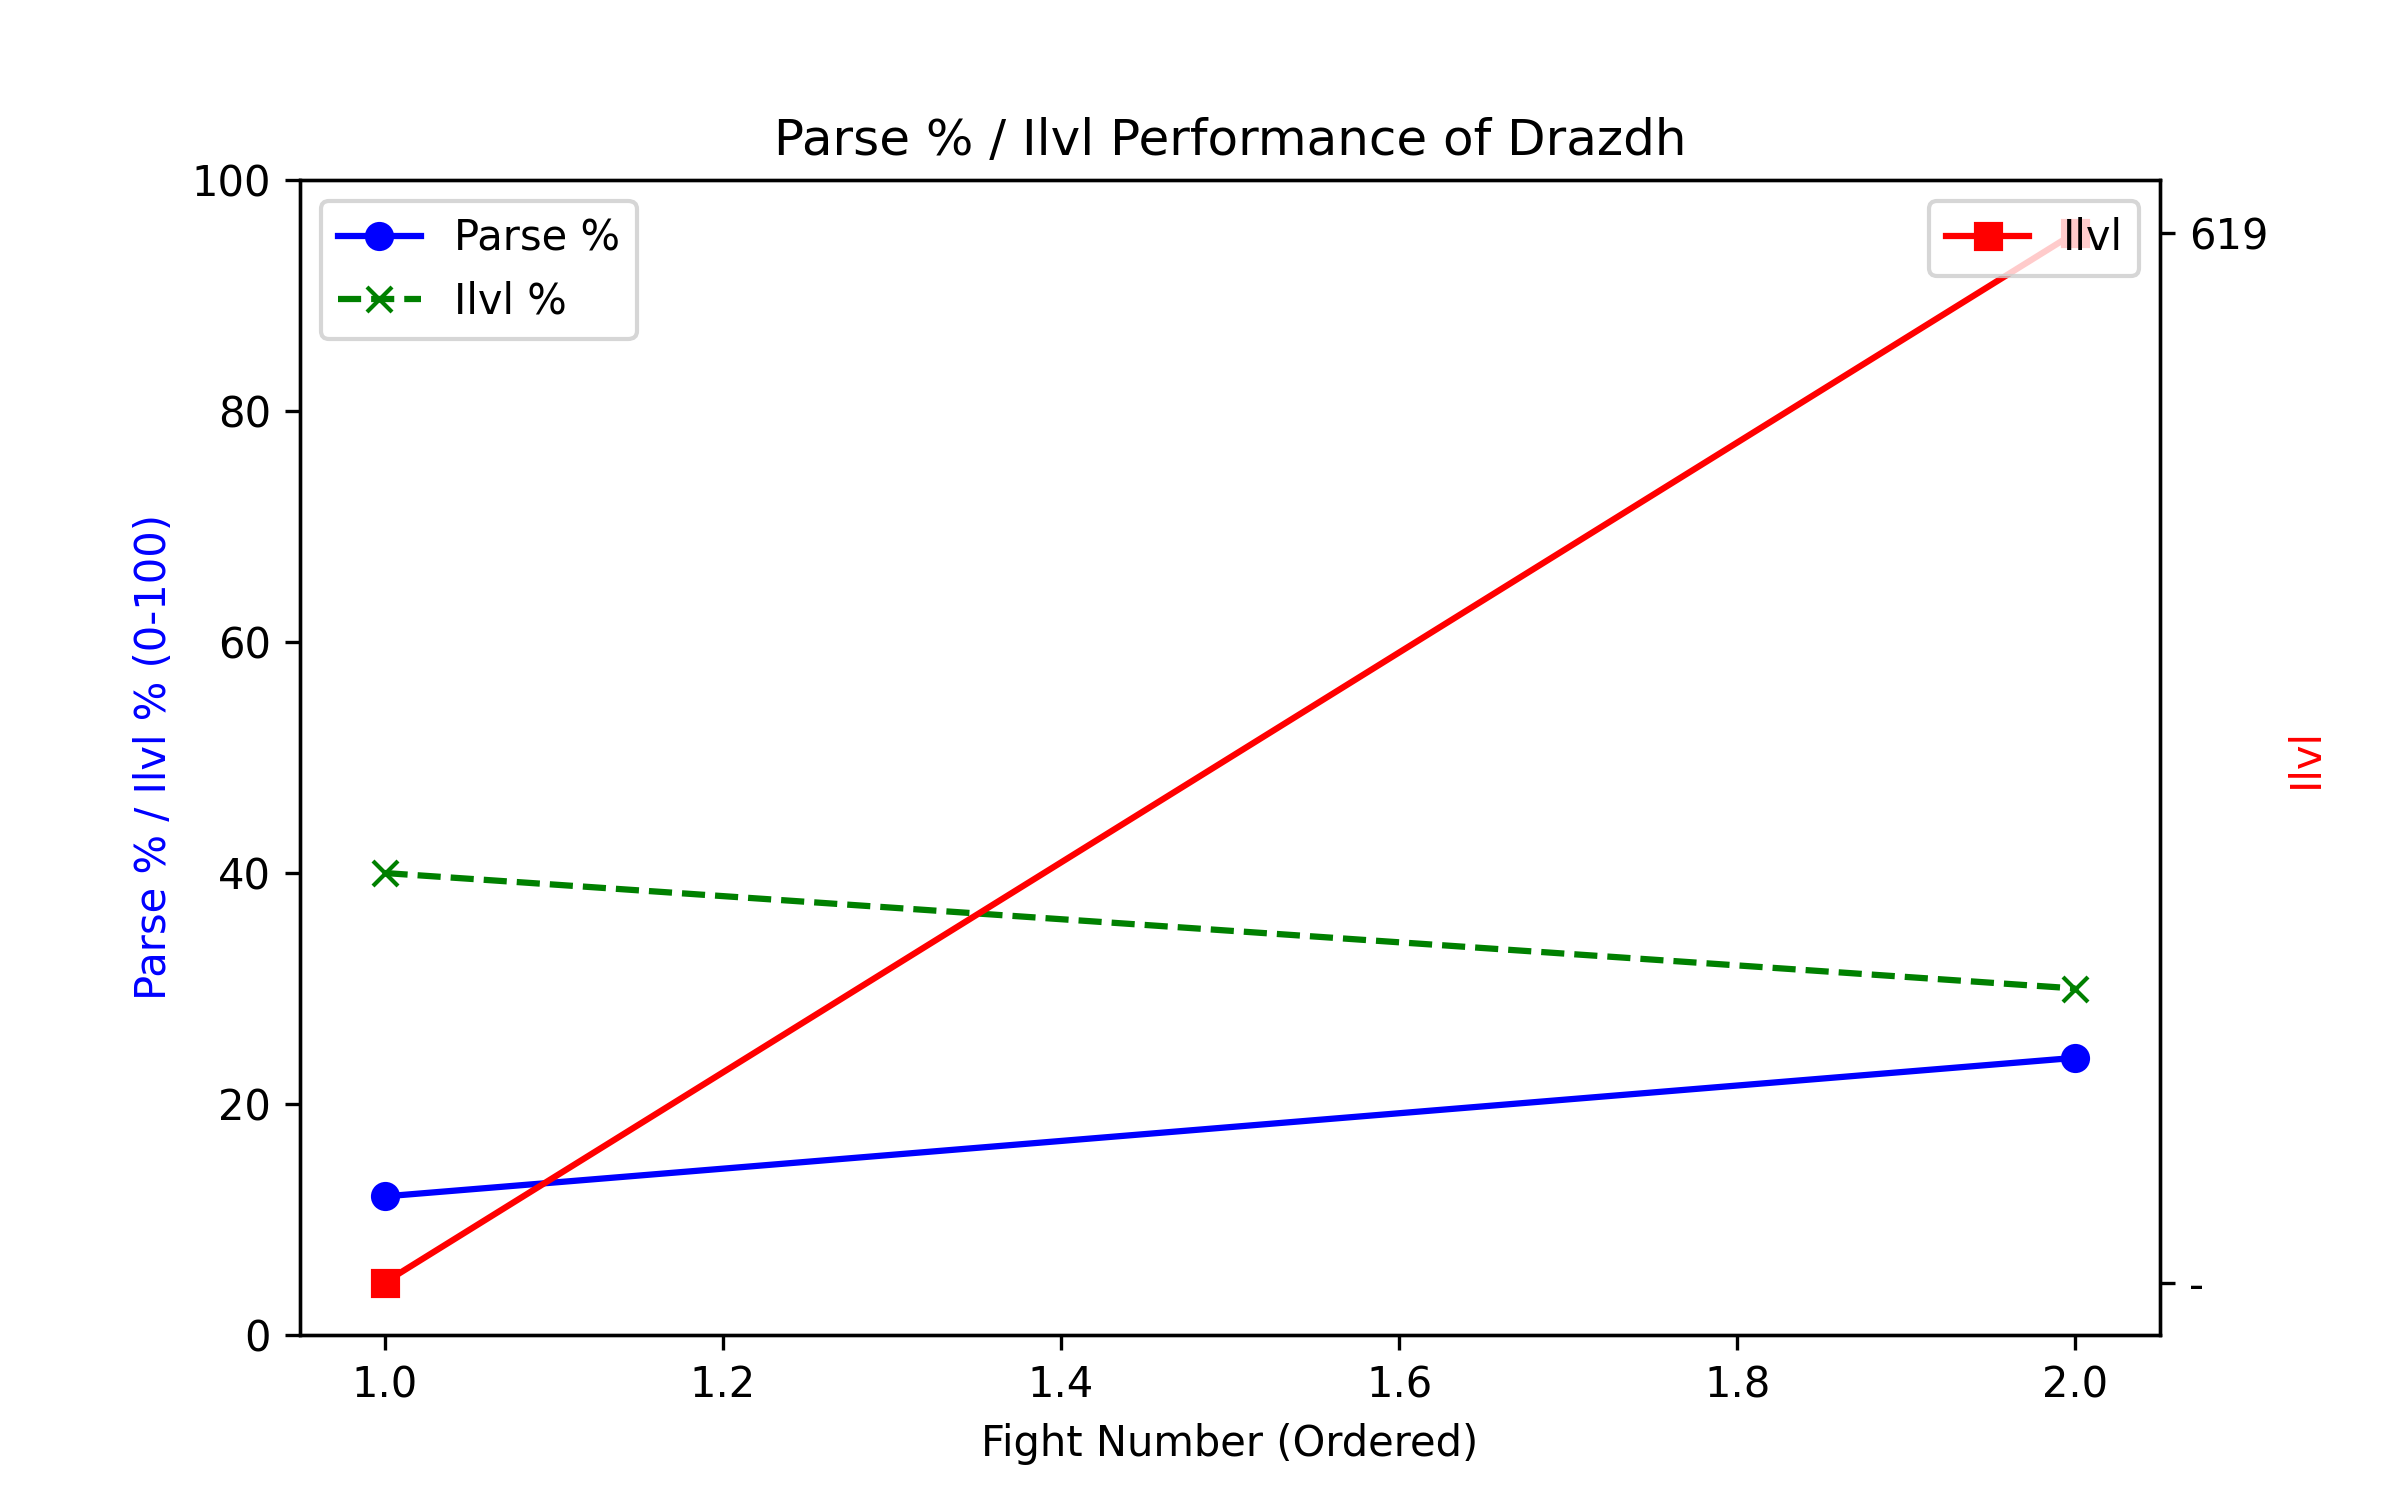 Parse % / Ilvl Performance of Drazdh
Parse %
Ilvl %
Ilvl
100
80
60
40
20
0
Parse % / Ilvl % (0-100)
619
-
Ilvl
1.0 1.2 1.4 1.6 1.8 2.0
Fight Number (Ordered)